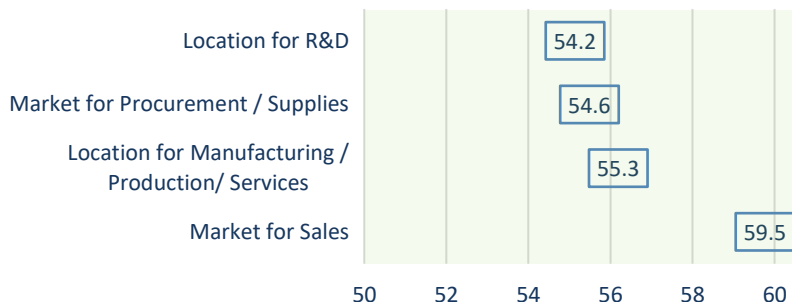 Location for R&D
54.2
Market for Procurement / Supplies
54.6
Location for Manufacturing /
Production/ Services
55.3
Market for Sales
59.5
50 52 54 56 58 60